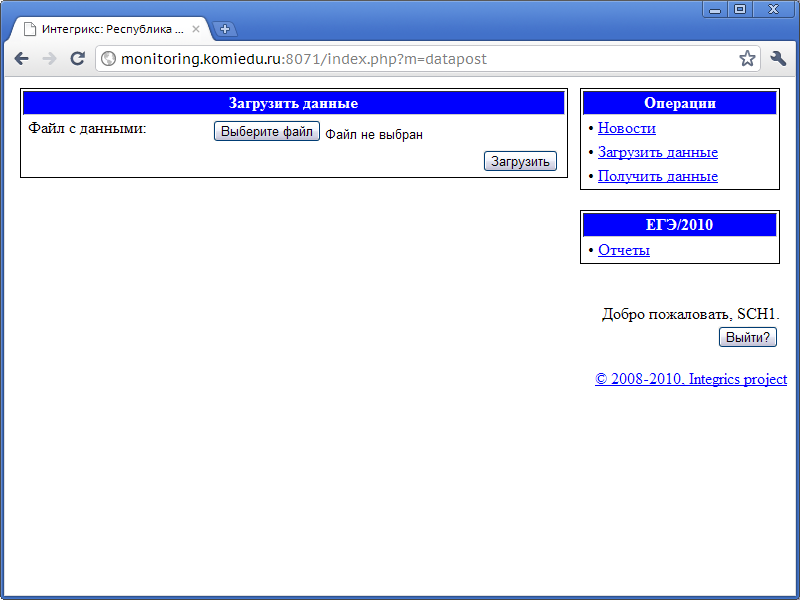 Интегрикс: Республика ...
monitoring.komiedu.ru:8071/index.php?m=datapost
Загрузить данные
Файл с данными:
Выберите файл
Файл не выбран
Загрузить
Операции
• Новости
• Загрузить данные
• Получить данные
ЕГЭ/2010
• Отчеты
Добро пожаловать, SCH1.
Выйти?
© 2008-2010. Integrics project